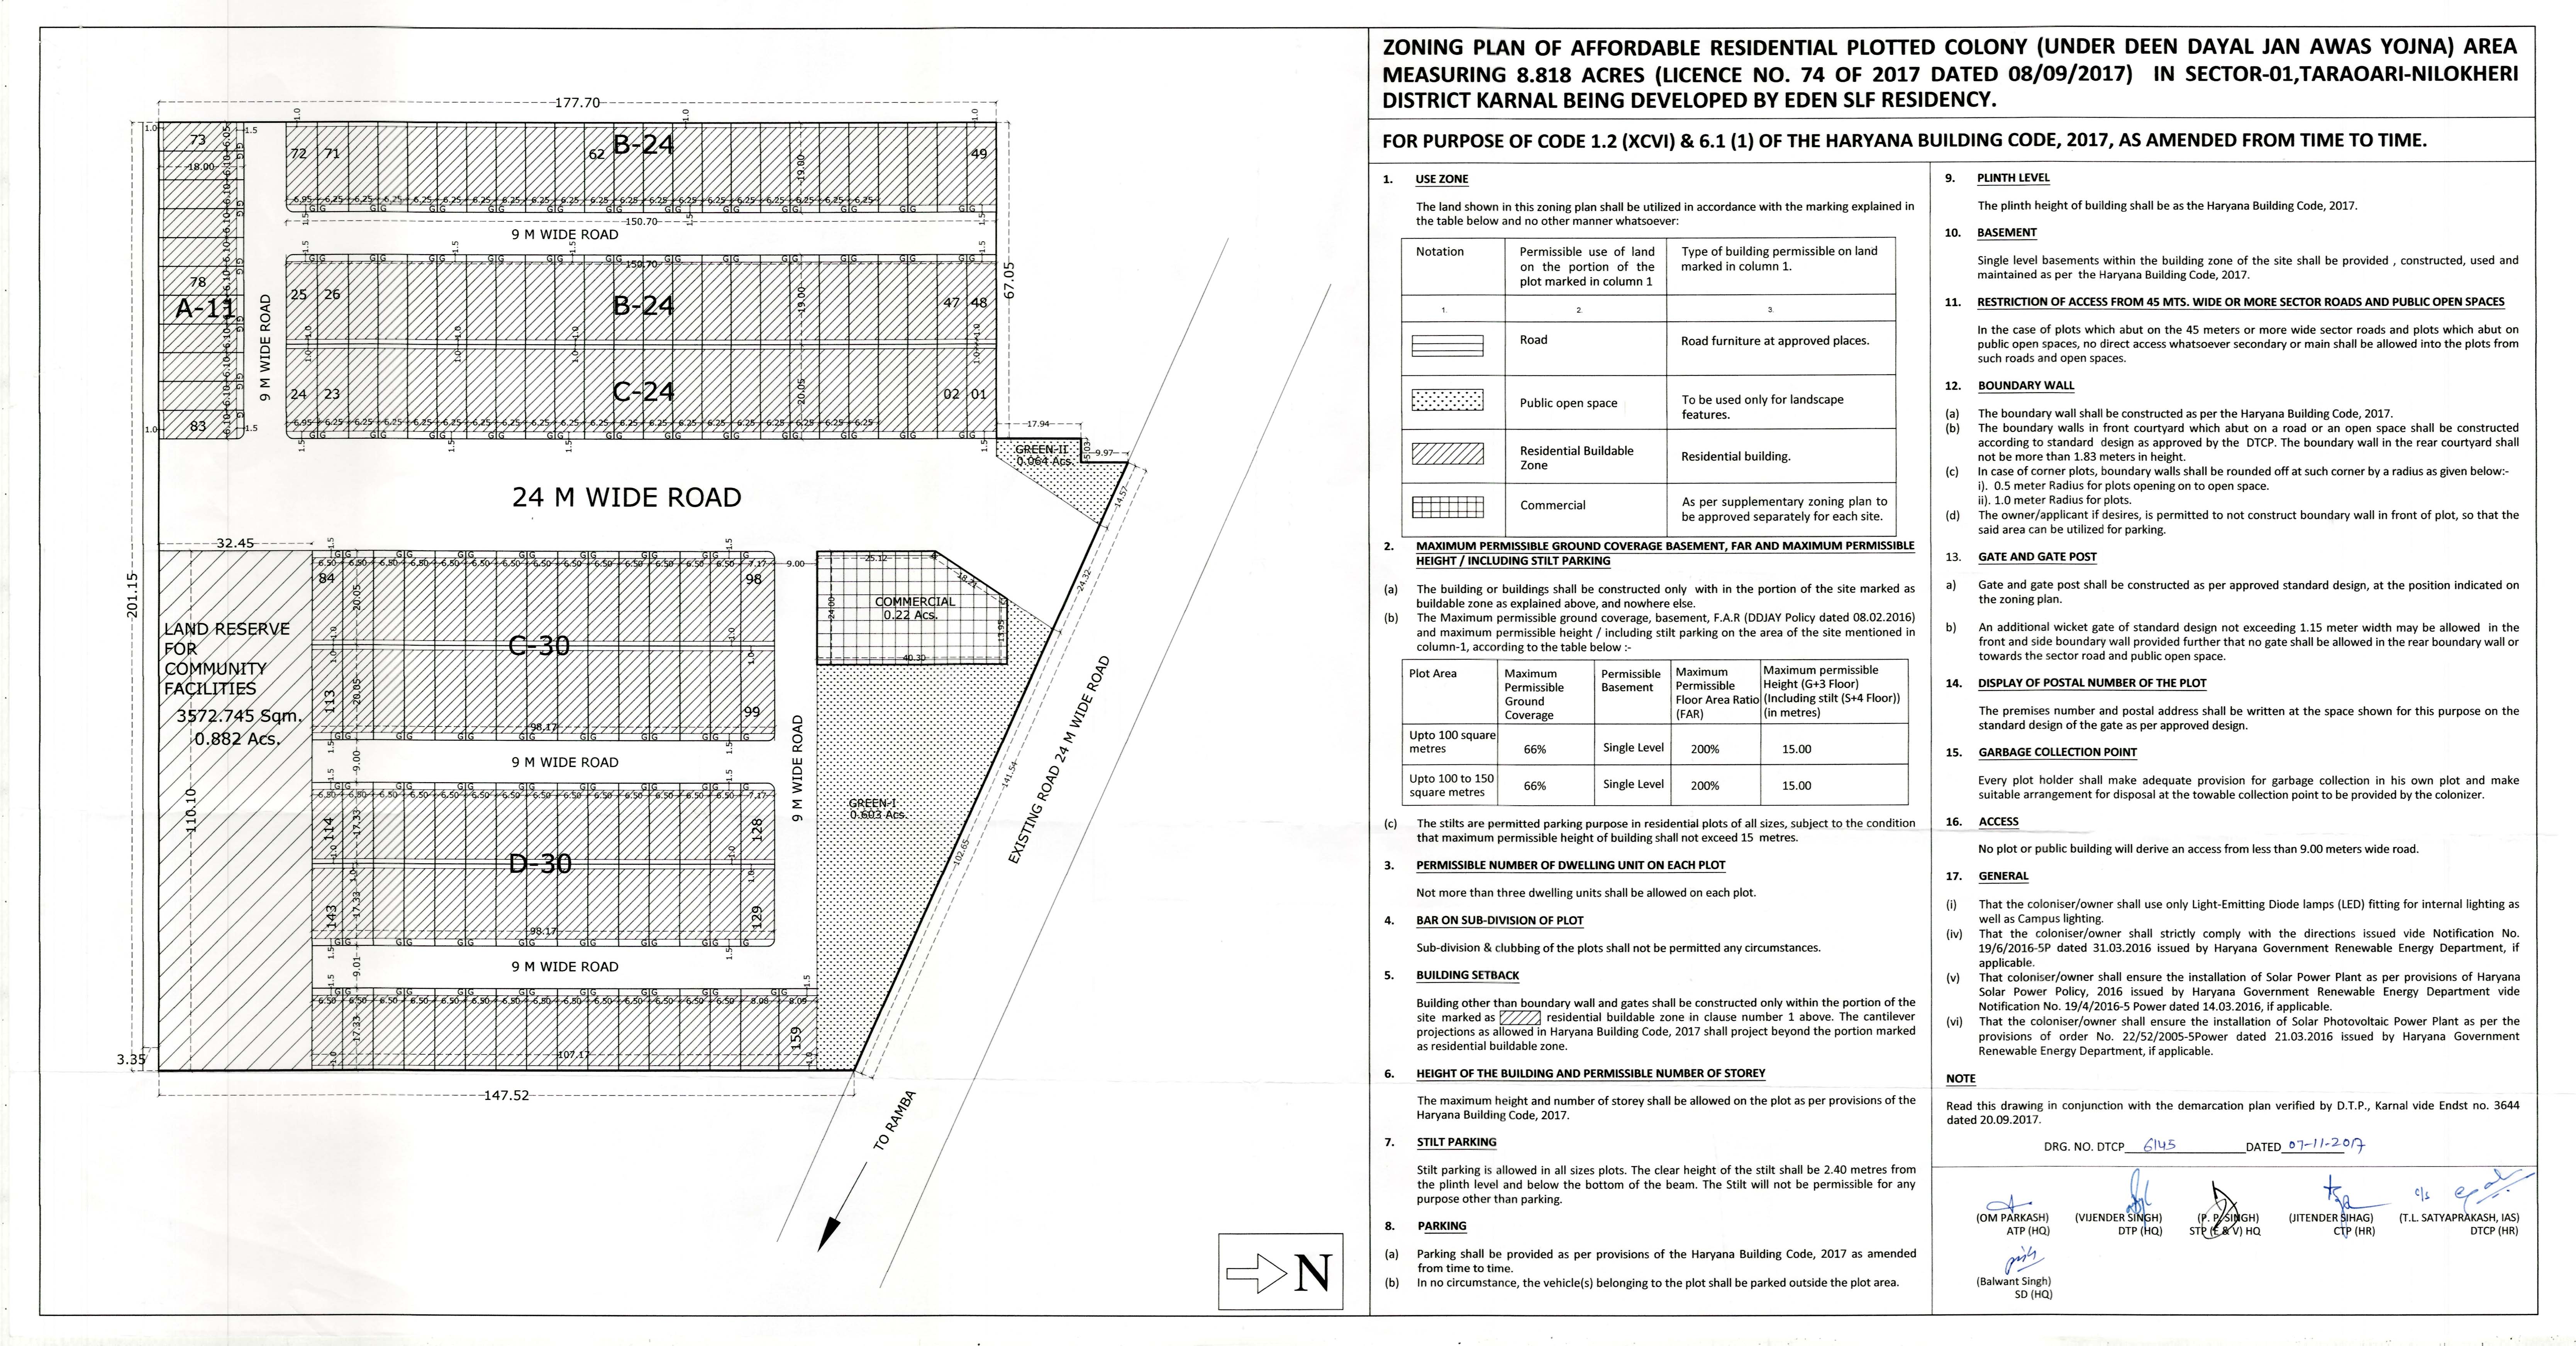 ZONING PLAN OF AFFORDABLE RESIDENTIAL PLOTTED COLONY (UNDER DEEN DAYAL JAN AWAS YOJNA) AREA
MEASURING 8.818 ACRES (LICENCE NO. 74 OF 2017 DATED 08/09/2017) IN SECTOR-01,TARAOARI-NILOKHERI
DISTRICT KARNAL BEING DEVELOPED BY EDEN SLF RESIDENCY.
FOR PURPOSE OF CODE 1.2 (XCVI) & 6.1 (1) OF THE HARYANA BUILDING CODE, 2017, AS AMENDED FROM TIME TO TIME.
177.70
73
18.00
78
A-11
83
72 71 62 B-24 49
19.00
150.70
9 M WIDE ROAD
9 M WIDE ROAD
150.70
25 26 B-24 47 48
19.00
67.05
24 23 C-24 02 01
20.05
17.94
GREEN-II
0.064 Acs.
5.03
9.97
14.57
24 M WIDE ROAD
201.15
32.45
6.50 6.50 6.50 6.50 6.50 6.50 6.50 6.50 6.50 6.50 6.50 6.50 6.50 6.50 7.17
9.00
25.12
18.21
24.32
84 98
20.05
COMMERCIAL
0.22 Acs.
24.00
13.95
40.30
C-30
LAND RESERVE
FOR
COMMUNITY
FACILITIES
3572.745 Sqm.
0.882 Acs.
110.10
113 99
20.05
98.17
9 M WIDE ROAD
9.00
9 M WIDE ROAD
114 128
17.33
D-30
143 129
17.33
98.17
9 M WIDE ROAD
9.01
GREEN-I
0.603 Acs.
141.54
102.65
EXISTING ROAD 24 M WIDE ROAD
8.08 8.09
17.33
159
107.17
3.35
147.52
TO RAMBA
N
1. USE ZONE
The land shown in this zoning plan shall be utilized in accordance with the marking explained in
the table below and no other manner whatsoever:
Notation
Permissible use of land
on the portion of the
plot marked in column 1
Type of building permissible on land
marked in column 1.
1. 2. 3.
Road Road furniture at approved places.
Public open space To be used only for landscape
features.
Residential Buildable
Zone
Residential building.
Commercial As per supplementary zoning plan to
be approved separately for each site.
2. MAXIMUM PERMISSIBLE GROUND COVERAGE BASEMENT, FAR AND MAXIMUM PERMISSIBLE
HEIGHT / INCLUDING STILT PARKING
(a) The building or buildings shall be constructed only with in the portion of the site marked as
buildable zone as explained above, and nowhere else.
(b) The Maximum permissible ground coverage, basement, F.A.R (DDJAY Policy dated 08.02.2016)
and maximum permissible height / including stilt parking on the area of the site mentioned in
column-1, according to the table below :-
Plot Area
Maximum
Permissible
Ground
Coverage
Permissible
Basement
Maximum
Permissible
Floor Area Ratio
(FAR)
Maximum permissible
Height (G+3 Floor)
(Including stilt (S+4 Floor))
(in metres)
Upto 100 square
metres
66% Single Level 200% 15.00
Upto 100 to 150
square metres
66% Single Level 200% 15.00
(c) The stilts are permitted parking purpose in residential plots of all sizes, subject to the condition
that maximum permissible height of building shall not exceed 15 metres.
3. PERMISSIBLE NUMBER OF DWELLING UNIT ON EACH PLOT
Not more than three dwelling units shall be allowed on each plot.
4. BAR ON SUB-DIVISION OF PLOT
Sub-division & clubbing of the plots shall not be permitted any circumstances.
5. BUILDING SETBACK
Building other than boundary wall and gates shall be constructed only within the portion of the
site marked as residential buildable zone in clause number 1 above. The cantilever
projections as allowed in Haryana Building Code, 2017 shall project beyond the portion marked
as residential buildable zone.
6. HEIGHT OF THE BUILDING AND PERMISSIBLE NUMBER OF STOREY
The maximum height and number of storey shall be allowed on the plot as per provisions of the
Haryana Building Code, 2017.
7. STILT PARKING
Stilt parking is allowed in all sizes plots. The clear height of the stilt shall be 2.40 metres from
the plinth level and below the bottom of the beam. The Stilt will not be permissible for any
purpose other than parking.
8. PARKING
(a) Parking shall be provided as per provisions of the Haryana Building Code, 2017 as amended
from time to time.
(b) In no circumstance, the vehicle(s) belonging to the plot shall be parked outside the plot area.
9. PLINTH LEVEL
The plinth height of building shall be as the Haryana Building Code, 2017.
10. BASEMENT
Single level basements within the building zone of the site shall be provided , constructed, used and
maintained as per the Haryana Building Code, 2017.
11. RESTRICTION OF ACCESS FROM 45 MTS. WIDE OR MORE SECTOR ROADS AND PUBLIC OPEN SPACES
In the case of plots which abut on the 45 meters or more wide sector roads and plots which abut on
public open spaces, no direct access whatsoever secondary or main shall be allowed into the plots from
such roads and open spaces.
12. BOUNDARY WALL
(a) The boundary wall shall be constructed as per the Haryana Building Code, 2017.
(b) The boundary walls in front courtyard which abut on a road or an open space shall be constructed
according to standard design as approved by the DTCP. The boundary wall in the rear courtyard shall
not be more than 1.83 meters in height.
(c) In case of corner plots, boundary walls shall be rounded off at such corner by a radius as given below:-
i). 0.5 meter Radius for plots opening on to open space.
ii). 1.0 meter Radius for plots.
(d) The owner/applicant if desires, is permitted to not construct boundary wall in front of plot, so that the
said area can be utilized for parking.
13. GATE AND GATE POST
a) Gate and gate post shall be constructed as per approved standard design, at the position indicated on
the zoning plan.
b) An additional wicket gate of standard design not exceeding 1.15 meter width may be allowed in the
front and side boundary wall provided further that no gate shall be allowed in the rear boundary wall or
towards the sector road and public open space.
14. DISPLAY OF POSTAL NUMBER OF THE PLOT
The premises number and postal address shall be written at the space shown for this purpose on the
standard design of the gate as per approved design.
15. GARBAGE COLLECTION POINT
Every plot holder shall make adequate provision for garbage collection in his own plot and make
suitable arrangement for disposal at the towable collection point to be provided by the colonizer.
16. ACCESS
No plot or public building will derive an access from less than 9.00 meters wide road.
17. GENERAL
(i) That the coloniser/owner shall use only Light-Emitting Diode lamps (LED) fitting for internal lighting as
well as Campus lighting.
(iv) That the coloniser/owner shall strictly comply with the directions issued vide Notification No.
19/6/2016-5P dated 31.03.2016 issued by Haryana Government Renewable Energy Department, if
applicable.
(v) That coloniser/owner shall ensure the installation of Solar Power Plant as per provisions of Haryana
Solar Power Policy, 2016 issued by Haryana Government Renewable Energy Department vide
Notification No. 19/4/2016-5 Power dated 14.03.2016, if applicable.
(vi) That the coloniser/owner shall ensure the installation of Solar Photovoltaic Power Plant as per the
provisions of order No. 22/52/2005-5Power dated 21.03.2016 issued by Haryana Government
Renewable Energy Department, if applicable.
NOTE
Read this drawing in conjunction with the demarcation plan verified by D.T.P., Karnal vide Endst no. 3644
dated 20.09.2017.
DRG. NO. DTCP 6145 DATED 07-11-2017
(OM PARKASH) (VIJENDER SINGH) (P. P. SINGH) (JITENDER SIHAG) (T.L. SATYAPRAKASH, IAS)
ATP (HQ) DTP (HQ) STP (E & V) HQ CTP (HR) DTCP (HR)
(Balwant Singh)
SD (HQ)